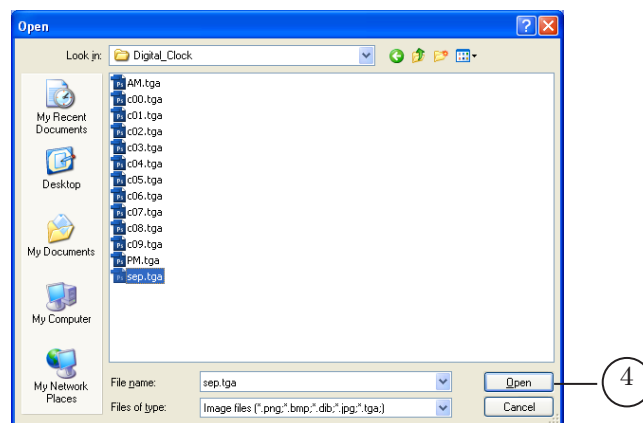 Open
Look in: Digital_Clock
My Recent
Documents
Desktop
My Documents
My Computer
My Network
Places
AM.tga
c00.tga
c01.tga
c02.tga
c03.tga
c04.tga
c05.tga
c06.tga
c07.tga
c08.tga
c09.tga
PM.tga
sep.tga
File name: sep.tga Open 4
Files of type: Image files (*.png;*.bmp;*.dib;*.jpg;*.tga;) Cancel